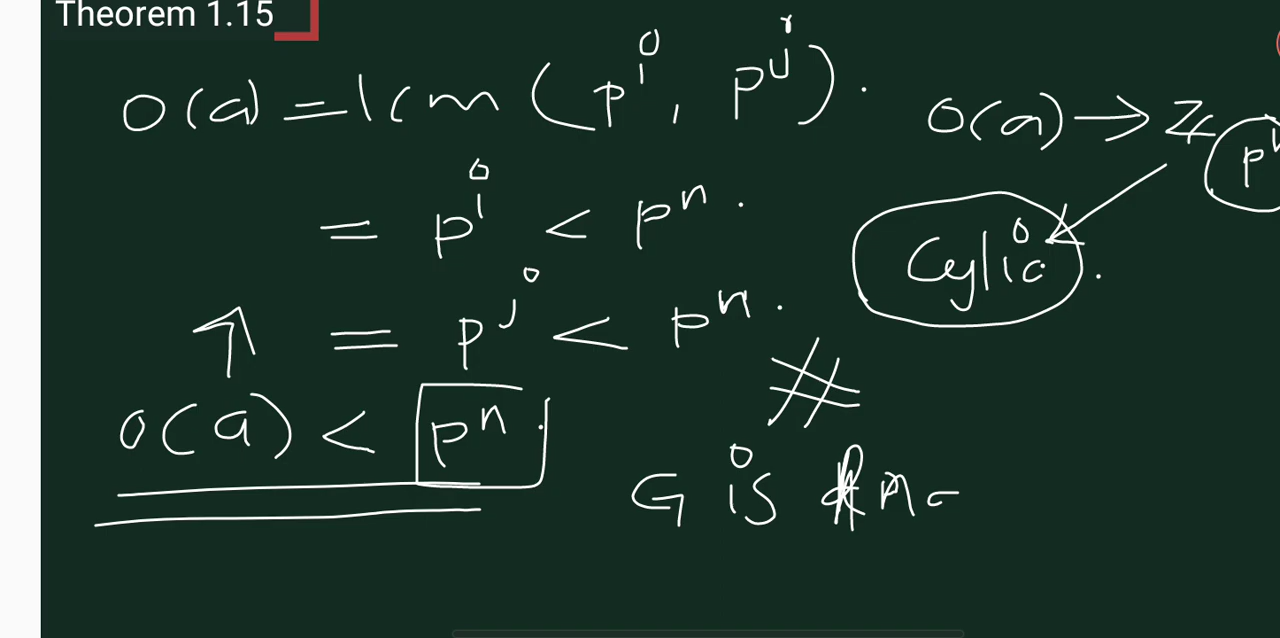 Theorem 1.15
O(a) = lcm (p^i, p^j).
O(a) → Z p
= p^i < p^n.
Cylic.
↑ = p^j < p^n.
#
O(a) < p^n.
G is